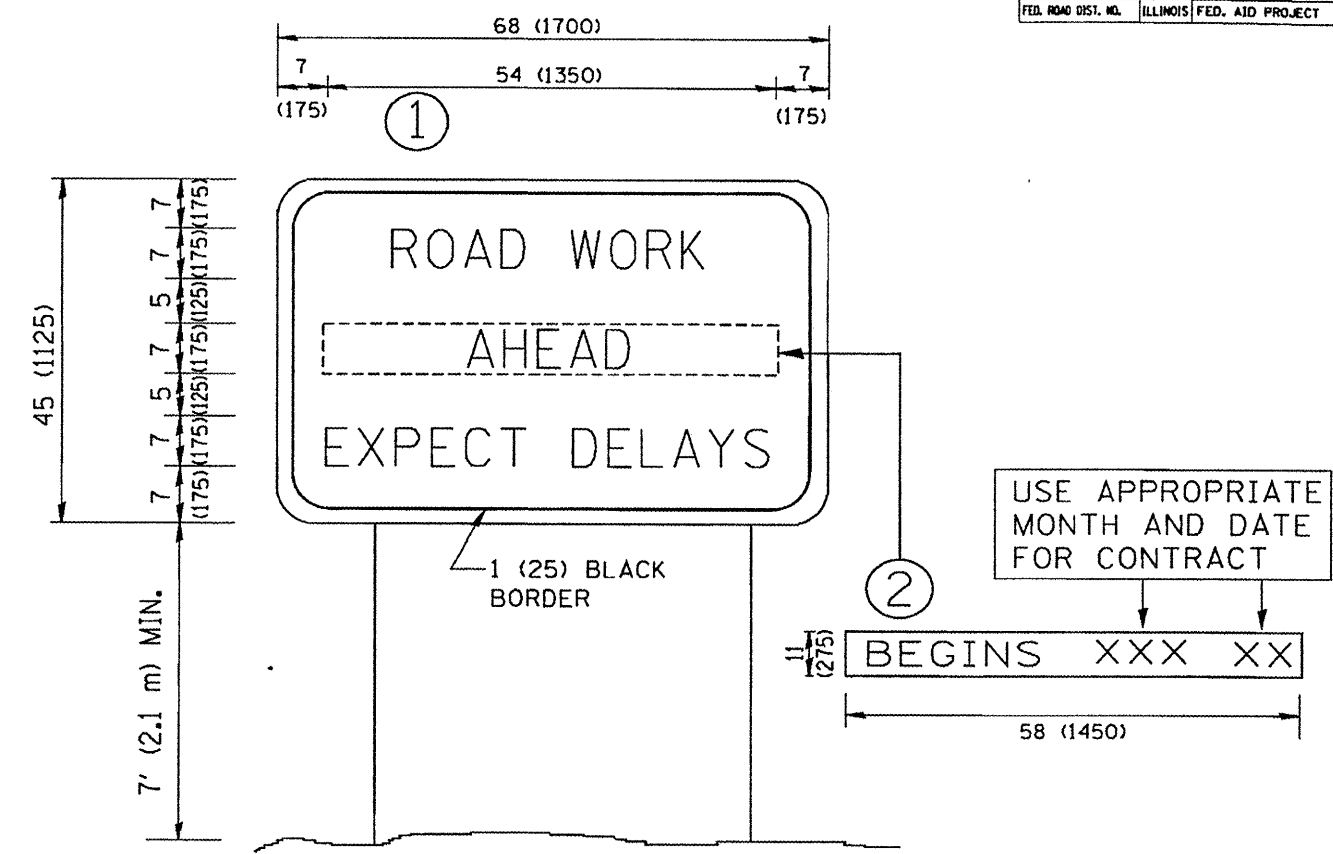 FED. ROAD DIST. NO. ILLINOIS FED. AID PROJECT
68 (1700)
7 54 (1350) 7
(175) (175)
1
45 (1125)
7 (175)
7 (175)
5 (125)
7 (175)
5 (125)
7 (175)
7 (175)
ROAD WORK
AHEAD
EXPECT DELAYS
1 (25) BLACK
BORDER
7' (2.1 m) MIN.
USE APPROPRIATE
MONTH AND DATE
FOR CONTRACT
2
11 (275)
BEGINS XXX XX
58 (1450)